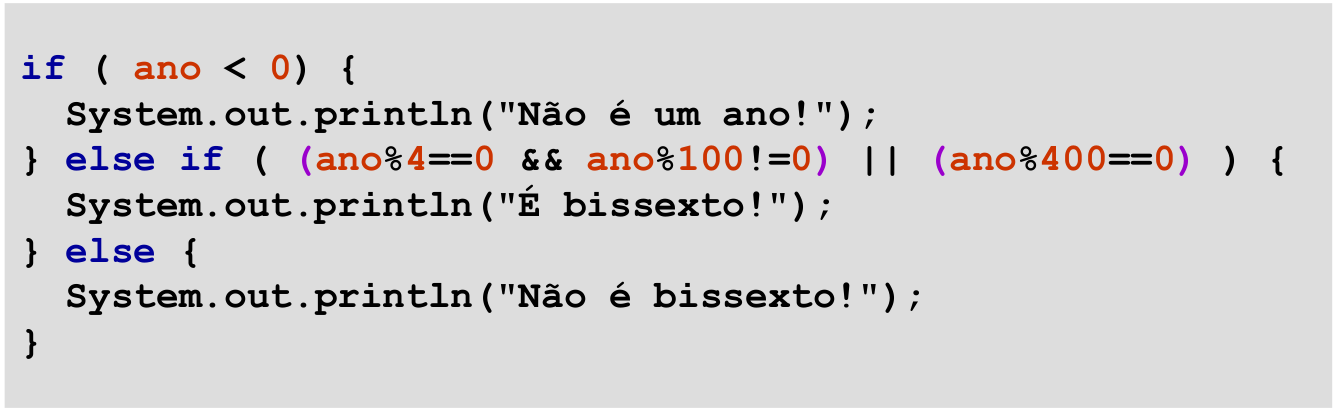 if ( ano < 0) {
  System.out.println("Não é um ano!");
} else if ( (ano%4==0 && ano%100!=0) || (ano%400==0) ) {
  System.out.println("É bissexto!");
} else {
  System.out.println("Não é bissexto!");
}